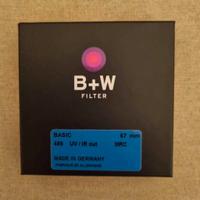 B+W
FILTER
BASIC 67 mm
486 UV / IR cut MRC
MADE IN GERMANY